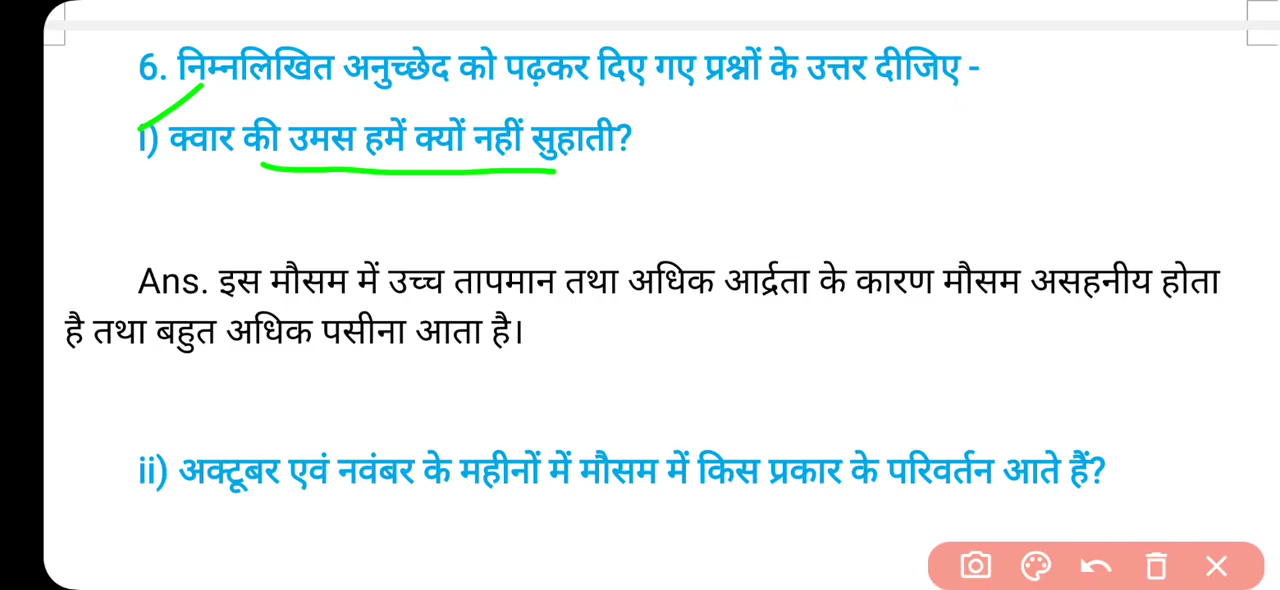 6. निम्नलिखित अनुच्छेद को पढ़कर दिए गए प्रश्नों के उत्तर दीजिए -
i) क्वार की उमस हमें क्यों नहीं सुहाती?
Ans. इस मौसम में उच्च तापमान तथा अधिक आर्द्रता के कारण मौसम असहनीय होता
है तथा बहुत अधिक पसीना आता है।
ii) अक्टूबर एवं नवंबर के महीनों में मौसम में किस प्रकार के परिवर्तन आते हैं?